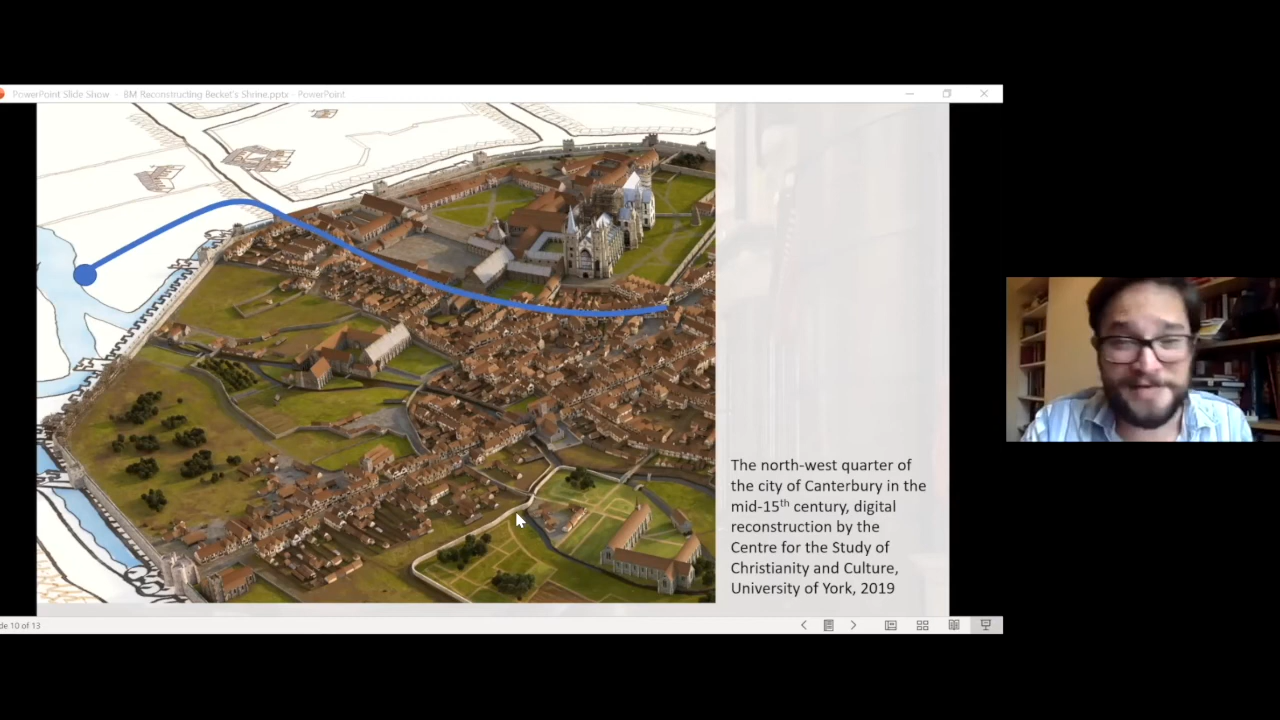 PowerPoint Slide Show - BM Reconstructing Becket's Shrine.pptx - PowerPoint
The north-west quarter of
the city of Canterbury in the
mid-15th century, digital
reconstruction by the
Centre for the Study of
Christianity and Culture,
University of York, 2019
de 10 of 13